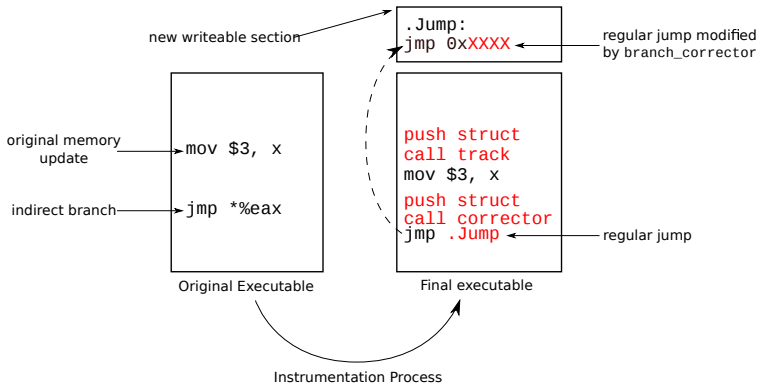 new writeable section
.Jump:
jmp 0xXXXX
regular jump modified
by branch_corrector
original memory
update
mov $3, x
indirect branch
jmp *%eax
Original Executable
push struct
call track
mov $3, x
push struct
call corrector
jmp .Jump
regular jump
Final executable
Instrumentation Process